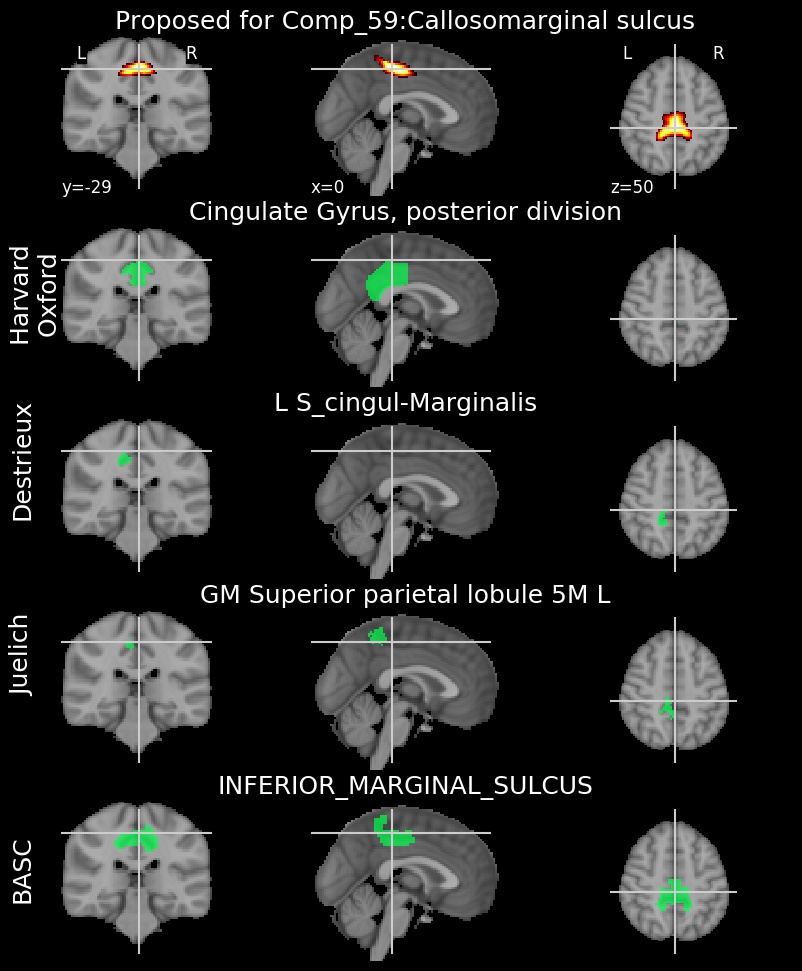 Proposed for Comp_59:Callosomarginal sulcus
L R L R
y=-29 x=0 z=50
Cingulate Gyrus, posterior division
Harvard
Oxford
L S_cingul-Marginalis
Destrieux
GM Superior parietal lobule 5M L
Juelich
INFERIOR_MARGINAL_SULCUS
BASC